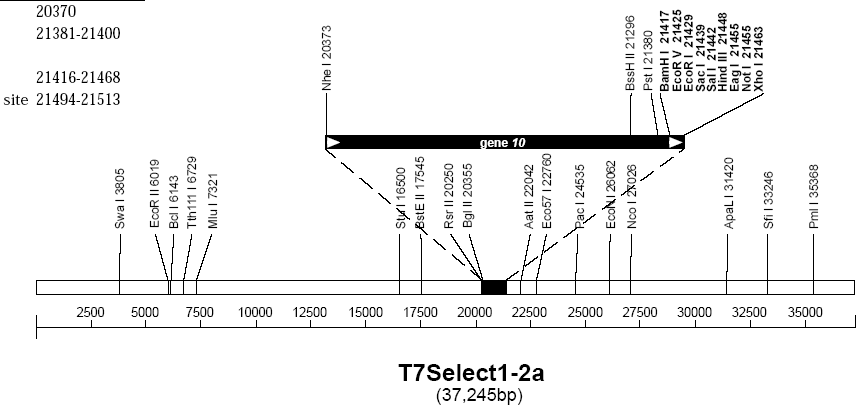 20370
21381-21400
21416-21468
site 21494-21513
Nhe I 20373
BssH II 21296
Pst I 21380
BamH I 21417
EcoR V 21425
EcoR I 21429
Sac I 21439
Sal I 21442
Hind III 21448
Eag I 21455
Not I 21455
Xho I 21463
gene 10
Swa I 3805
EcoR II 6019
Bcl I 6143
Tth111 I 6729
Mlu I 7321
Stu I 16500
BstE II 17545
Rsr II 20250
Bgl II 20355
Aat II 22042
Eco57 I 22760
Pac I 24535
EcoN I 26062
Nco I 27026
ApaL I 31420
Sfi I 33246
Pml I 35368
2500 5000 7500 10000 12500 15000 17500 20000 22500 25000 27500 30000 32500 35000
T7Select1-2a
(37,245bp)